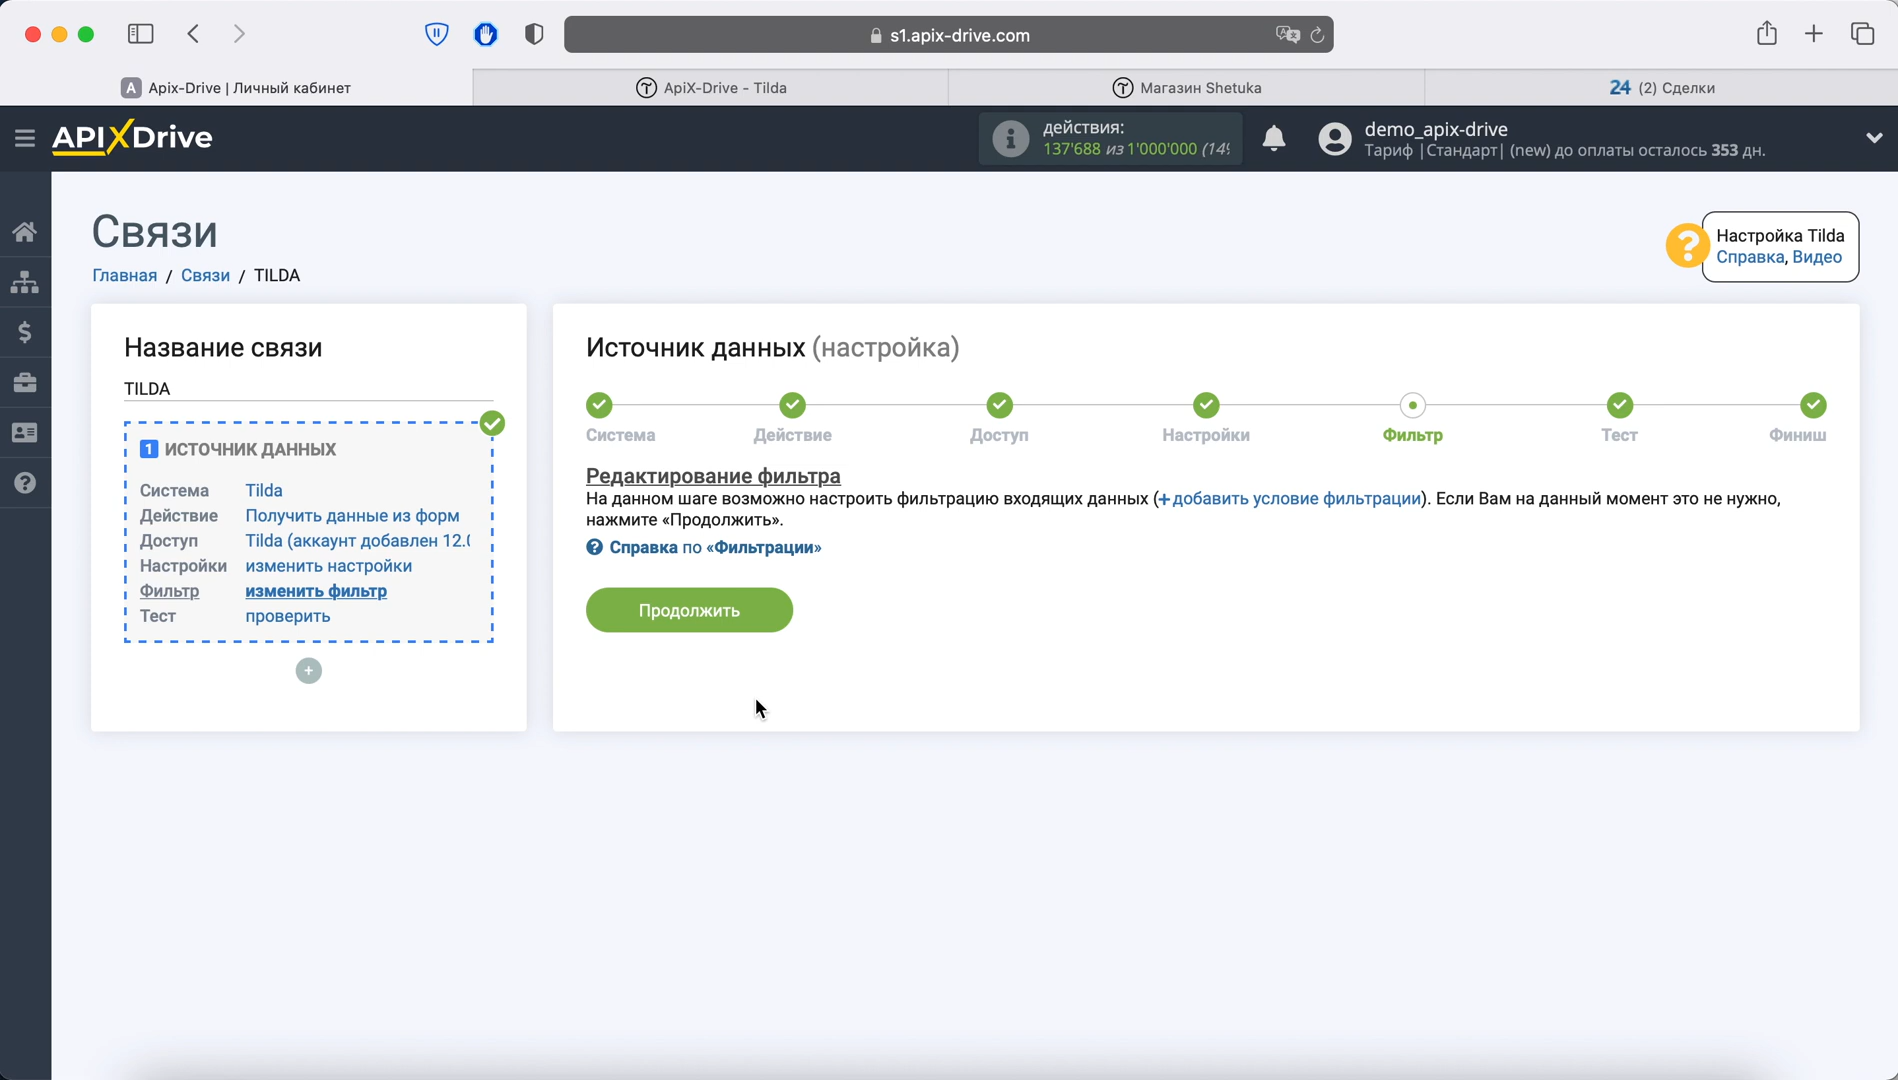 s1.apix-drive.com
A Apix-Drive | Личный кабинет
ApiX-Drive - Tilda
Магазин Shetuka
24 (2) Сделки
APIXDrive
действия:
137'688 из 1'000'000 (14%
demo_apix-drive
Тариф |Стандарт| (new) до оплаты осталось 353 дн.
Связи
Главная / Связи / TILDA
Настройка Tilda
Справка, Видео
Название связи
TILDA
1 ИСТОЧНИК ДАННЫХ
Система Tilda
Действие Получить данные из форм
Доступ Tilda (аккаунт добавлен 12.0
Настройки изменить настройки
Фильтр изменить фильтр
Тест проверить
Источник данных (настройка)
Система
Действие
Доступ
Настройки
Фильтр
Тест
Финиш
Редактирование фильтра
На данном шаге возможно настроить фильтрацию входящих данных (+добавить условие фильтрации). Если Вам на данный момент это не нужно,
нажмите «Продолжить».
Справка по «Фильтрации»
Продолжить